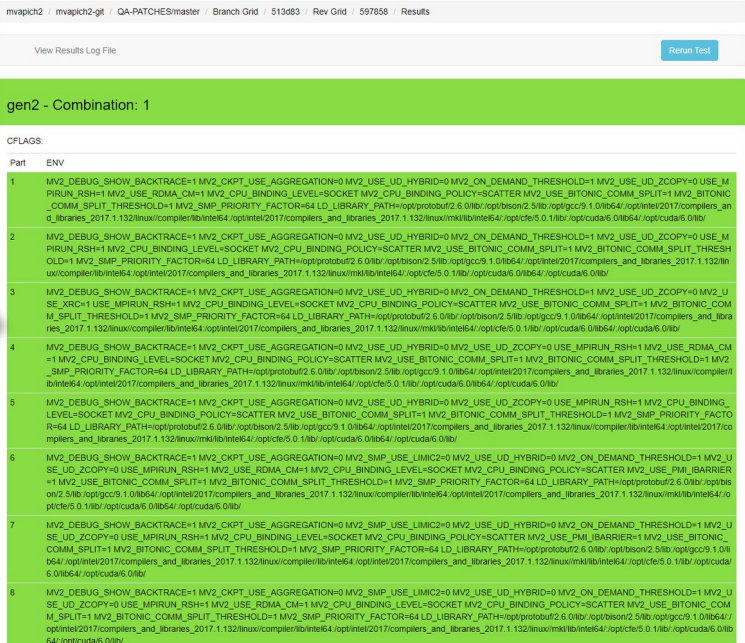 mvapich2 / mvapich2-git / QA-PATCHES/master / Branch Grid / 513d83 / Rev Grid / 597858 / Results
View Results Log File
Rerun Test
gen2 - Combination: 1
CFLAGS:
Part ENV
1 MV2_DEBUG_SHOW_BACKTRACE=1 MV2_CKPT_USE_AGGREGATION=0 MV2_USE_UD_HYBRID=0 MV2_ON_DEMAND_THRESHOLD=1 MV2_USE_UD_ZCOPY=0 USE_M
PIRUN_RSH=1 MV2_USE_RDMA_CM=1 MV2_CPU_BINDING_LEVEL=SOCKET MV2_CPU_BINDING_POLICY=SCATTER MV2_USE_BITONIC_COMM_SPLIT=1 MV2_BITONIC
_COMM_SPLIT_THRESHOLD=1 MV2_SMP_PRIORITY_FACTOR=64 LD_LIBRARY_PATH=/opt/protobuf/2.6.0/lib/:/opt/bison/2.5/lib:/opt/gcc/9.1.0/lib64/:/opt/intel/2017/compilers_an
d_libraries_2017.1.132/linux//compiler/lib/intel64:/opt/intel/2017/compilers_and_libraries_2017.1.132/linux//mkl/lib/intel64/:/opt/cfe/5.0.1/lib/:/opt/cuda/6.0/lib64/:/opt/cuda/6.0/lib/
2 MV2_DEBUG_SHOW_BACKTRACE=1 MV2_CKPT_USE_AGGREGATION=0 MV2_USE_UD_HYBRID=0 MV2_ON_DEMAND_THRESHOLD=1 MV2_USE_UD_ZCOPY=0 USE_M
PIRUN_RSH=1 MV2_CPU_BINDING_LEVEL=SOCKET MV2_CPU_BINDING_POLICY=SCATTER MV2_USE_BITONIC_COMM_SPLIT=1 MV2_BITONIC_COMM_SPLIT_THRESH
OLD=1 MV2_SMP_PRIORITY_FACTOR=64 LD_LIBRARY_PATH=/opt/protobuf/2.6.0/lib/:/opt/bison/2.5/lib:/opt/gcc/9.1.0/lib64/:/opt/intel/2017/compilers_and_libraries_2017.1.132/lin
ux//compiler/lib/intel64:/opt/intel/2017/compilers_and_libraries_2017.1.132/linux//mkl/lib/intel64/:/opt/cfe/5.0.1/lib/:/opt/cuda/6.0/lib64/:/opt/cuda/6.0/lib/
3 MV2_DEBUG_SHOW_BACKTRACE=1 MV2_CKPT_USE_AGGREGATION=0 MV2_USE_UD_HYBRID=0 MV2_ON_DEMAND_THRESHOLD=1 MV2_USE_UD_ZCOPY=0 MV2_U
SE_XRC=1 USE_MPIRUN_RSH=1 MV2_CPU_BINDING_LEVEL=SOCKET MV2_CPU_BINDING_POLICY=SCATTER MV2_USE_BITONIC_COMM_SPLIT=1 MV2_BITONIC_COM
M_SPLIT_THRESHOLD=1 MV2_SMP_PRIORITY_FACTOR=64 LD_LIBRARY_PATH=/opt/protobuf/2.6.0/lib/:/opt/bison/2.5/lib:/opt/gcc/9.1.0/lib64/:/opt/intel/2017/compilers_and_libra
ries_2017.1.132/linux//compiler/lib/intel64:/opt/intel/2017/compilers_and_libraries_2017.1.132/linux//mkl/lib/intel64/:/opt/cfe/5.0.1/lib/:/opt/cuda/6.0/lib64/:/opt/cuda/6.0/lib/
4 MV2_DEBUG_SHOW_BACKTRACE=1 MV2_CKPT_USE_AGGREGATION=0 MV2_USE_UD_HYBRID=0 MV2_USE_UD_ZCOPY=0 USE_MPIRUN_RSH=1 MV2_USE_RDMA_CM
=1 MV2_CPU_BINDING_LEVEL=SOCKET MV2_CPU_BINDING_POLICY=SCATTER MV2_USE_BITONIC_COMM_SPLIT=1 MV2_BITONIC_COMM_SPLIT_THRESHOLD=1 MV2
_SMP_PRIORITY_FACTOR=64 LD_LIBRARY_PATH=/opt/protobuf/2.6.0/lib/:/opt/bison/2.5/lib:/opt/gcc/9.1.0/lib64/:/opt/intel/2017/compilers_and_libraries_2017.1.132/linux//compiler/l
ib/intel64:/opt/intel/2017/compilers_and_libraries_2017.1.132/linux//mkl/lib/intel64/:/opt/cfe/5.0.1/lib/:/opt/cuda/6.0/lib64/:/opt/cuda/6.0/lib/
5 MV2_DEBUG_SHOW_BACKTRACE=1 MV2_CKPT_USE_AGGREGATION=0 MV2_USE_UD_HYBRID=0 MV2_USE_UD_ZCOPY=0 USE_MPIRUN_RSH=1 MV2_CPU_BINDING_
LEVEL=SOCKET MV2_CPU_BINDING_POLICY=SCATTER MV2_USE_BITONIC_COMM_SPLIT=1 MV2_BITONIC_COMM_SPLIT_THRESHOLD=1 MV2_SMP_PRIORITY_FACTO
R=64 LD_LIBRARY_PATH=/opt/protobuf/2.6.0/lib/:/opt/bison/2.5/lib:/opt/gcc/9.1.0/lib64/:/opt/intel/2017/compilers_and_libraries_2017.1.132/linux//compiler/lib/intel64:/opt/intel/2017/co
mpilers_and_libraries_2017.1.132/linux//mkl/lib/intel64/:/opt/cfe/5.0.1/lib/:/opt/cuda/6.0/lib64/:/opt/cuda/6.0/lib/
6 MV2_DEBUG_SHOW_BACKTRACE=1 MV2_CKPT_USE_AGGREGATION=0 MV2_SMP_USE_LIMIC2=0 MV2_USE_UD_HYBRID=0 MV2_ON_DEMAND_THRESHOLD=1 MV2_U
SE_UD_ZCOPY=0 USE_MPIRUN_RSH=1 MV2_USE_RDMA_CM=1 MV2_CPU_BINDING_LEVEL=SOCKET MV2_CPU_BINDING_POLICY=SCATTER MV2_USE_PMI_IBARRIER
=1 MV2_USE_BITONIC_COMM_SPLIT=1 MV2_BITONIC_COMM_SPLIT_THRESHOLD=1 MV2_SMP_PRIORITY_FACTOR=64 LD_LIBRARY_PATH=/opt/protobuf/2.6.0/lib/:/opt/bis
on/2.5/lib:/opt/gcc/9.1.0/lib64/:/opt/intel/2017/compilers_and_libraries_2017.1.132/linux//compiler/lib/intel64:/opt/intel/2017/compilers_and_libraries_2017.1.132/linux//mkl/lib/intel64/:/o
pt/cfe/5.0.1/lib/:/opt/cuda/6.0/lib64/:/opt/cuda/6.0/lib/
7 MV2_DEBUG_SHOW_BACKTRACE=1 MV2_CKPT_USE_AGGREGATION=0 MV2_SMP_USE_LIMIC2=0 MV2_USE_UD_HYBRID=0 MV2_ON_DEMAND_THRESHOLD=1 MV2_U
SE_UD_ZCOPY=0 USE_MPIRUN_RSH=1 MV2_CPU_BINDING_LEVEL=SOCKET MV2_CPU_BINDING_POLICY=SCATTER MV2_USE_PMI_IBARRIER=1 MV2_USE_BITONIC_
COMM_SPLIT=1 MV2_BITONIC_COMM_SPLIT_THRESHOLD=1 MV2_SMP_PRIORITY_FACTOR=64 LD_LIBRARY_PATH=/opt/protobuf/2.6.0/lib/:/opt/bison/2.5/lib:/opt/gcc/9.1.0/li
b64/:/opt/intel/2017/compilers_and_libraries_2017.1.132/linux//compiler/lib/intel64:/opt/intel/2017/compilers_and_libraries_2017.1.132/linux//mkl/lib/intel64/:/opt/cfe/5.0.1/lib/:/opt/cuda/
6.0/lib64/:/opt/cuda/6.0/lib/
8 MV2_DEBUG_SHOW_BACKTRACE=1 MV2_CKPT_USE_AGGREGATION=0 MV2_SMP_USE_LIMIC2=0 MV2_USE_UD_HYBRID=0 MV2_ON_DEMAND_THRESHOLD=1 MV2_U
SE_UD_ZCOPY=0 USE_MPIRUN_RSH=1 MV2_USE_RDMA_CM=1 MV2_CPU_BINDING_LEVEL=SOCKET MV2_CPU_BINDING_POLICY=SCATTER MV2_USE_BITONIC_COM
M_SPLIT=1 MV2_BITONIC_COMM_SPLIT_THRESHOLD=1 MV2_SMP_PRIORITY_FACTOR=64 LD_LIBRARY_PATH=/opt/protobuf/2.6.0/lib/:/opt/bison/2.5/lib:/opt/gcc/9.1.0/lib64/:/
opt/intel/2017/compilers_and_libraries_2017.1.132/linux//compiler/lib/intel64:/opt/intel/2017/compilers_and_libraries_2017.1.132/linux//mkl/lib/intel64/:/opt/cfe/5.0.1/lib/:/opt/cuda/6.0/lib
64/:/opt/cuda/6.0/lib/